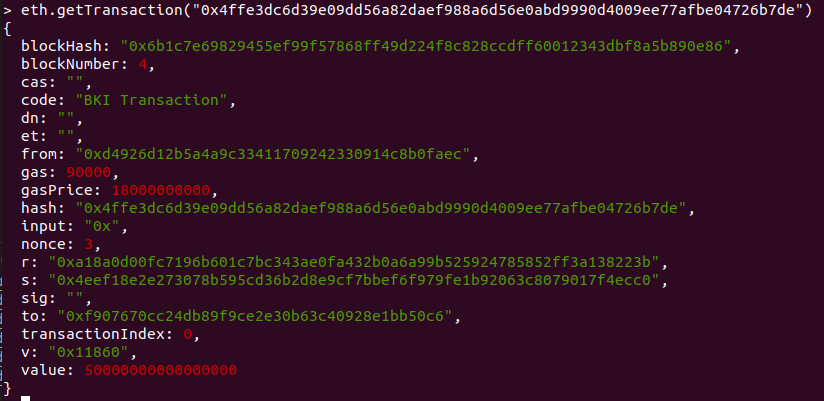 > eth.getTransaction("0x4ffe3dc6d39e09dd56a82daef988a6d56e0abd9990d4009ee77afbe04726b7de")
{
  blockHash: "0x6b1c7e69829455ef99f57868ff49d224f8c828ccdff60012343dbf8a5b890e86",
  blockNumber: 4,
  cas: "",
  code: "BKI Transaction",
  dn: "",
  et: "",
  from: "0xd4926d12b5a4a9c33411709242330914c8b0faec",
  gas: 90000,
  gasPrice: 18000000000,
  hash: "0x4ffe3dc6d39e09dd56a82daef988a6d56e0abd9990d4009ee77afbe04726b7de",
  input: "0x",
  nonce: 3,
  r: "0xa18a0d00fc7196b601c7bc343ae0fa432b0a6a99b525924785852ff3a138223b",
  s: "0x4eef18e2e273078b595cd36b2d8e9cf7bbef6f979fe1b92063c8079017f4ecc0",
  sig: "",
  to: "0xf907670cc24db89f9ce2e30b63c40928e1bb50c6",
  transactionIndex: 0,
  v: "0x11860",
  value: 50000000000000000
}